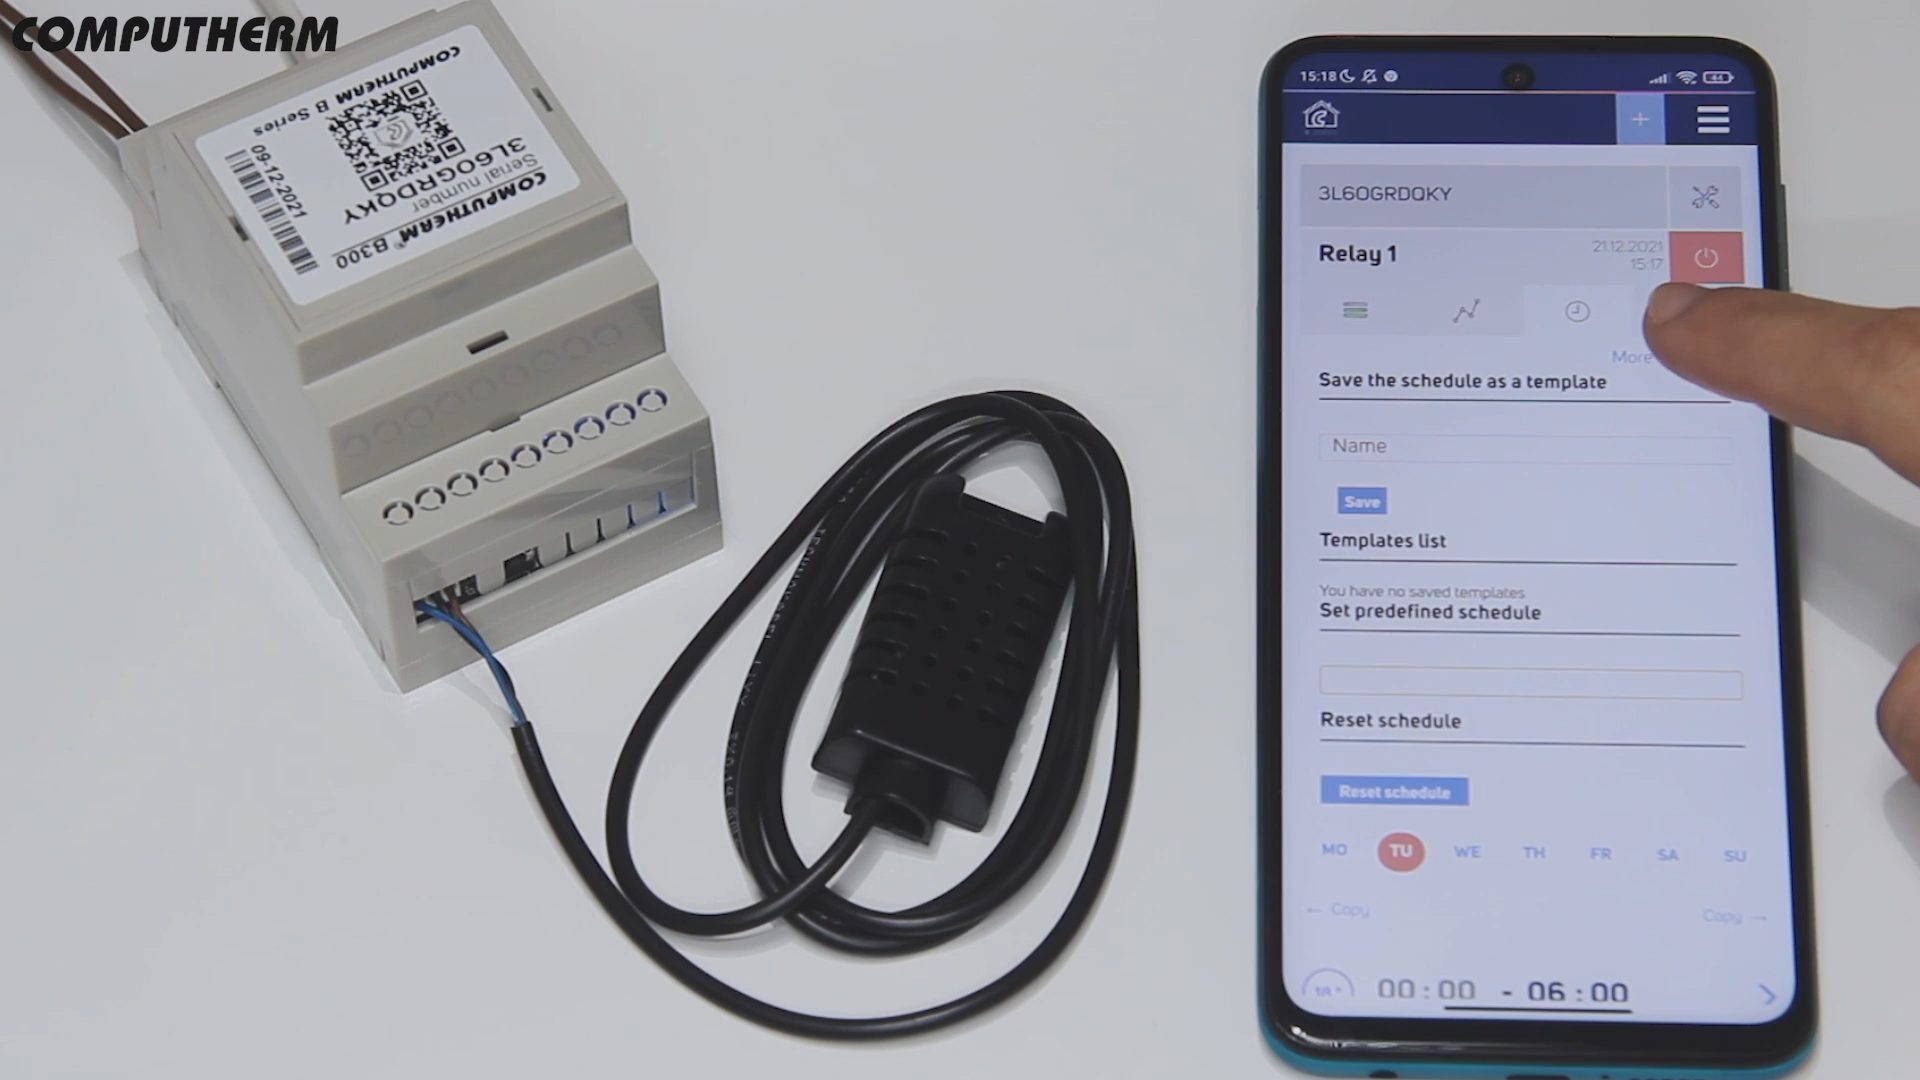 COMPUTHERM
COMPUTHERM B Series
09-12-2021
3L6OGRDQKY
Serial number
COMPUTHERM® B300
15:18
44
3L6OGRDQKY
Relay 1
21.12.2021
15:17
More
Save the schedule as a template
Name
Save
Templates list
You have no saved templates
Set predefined schedule
Reset schedule
Reset schedule
MO TU WE TH FR SA SU
← Copy
Copy →
18°
00:00 - 06:00